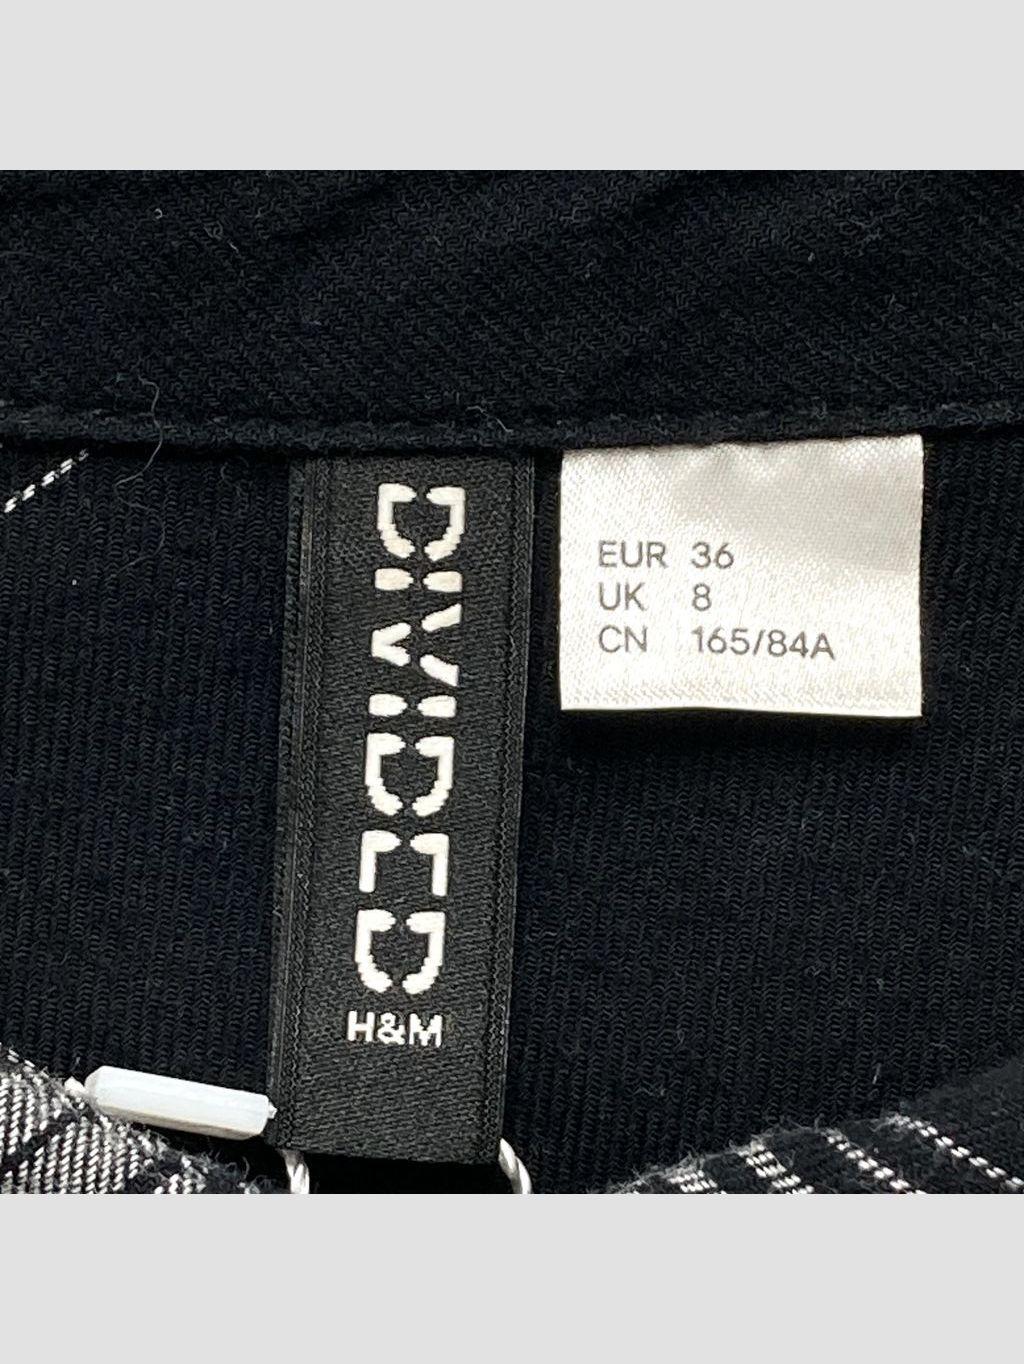 DIVIDED
H&M
EUR 36
UK 8
CN 165/84A